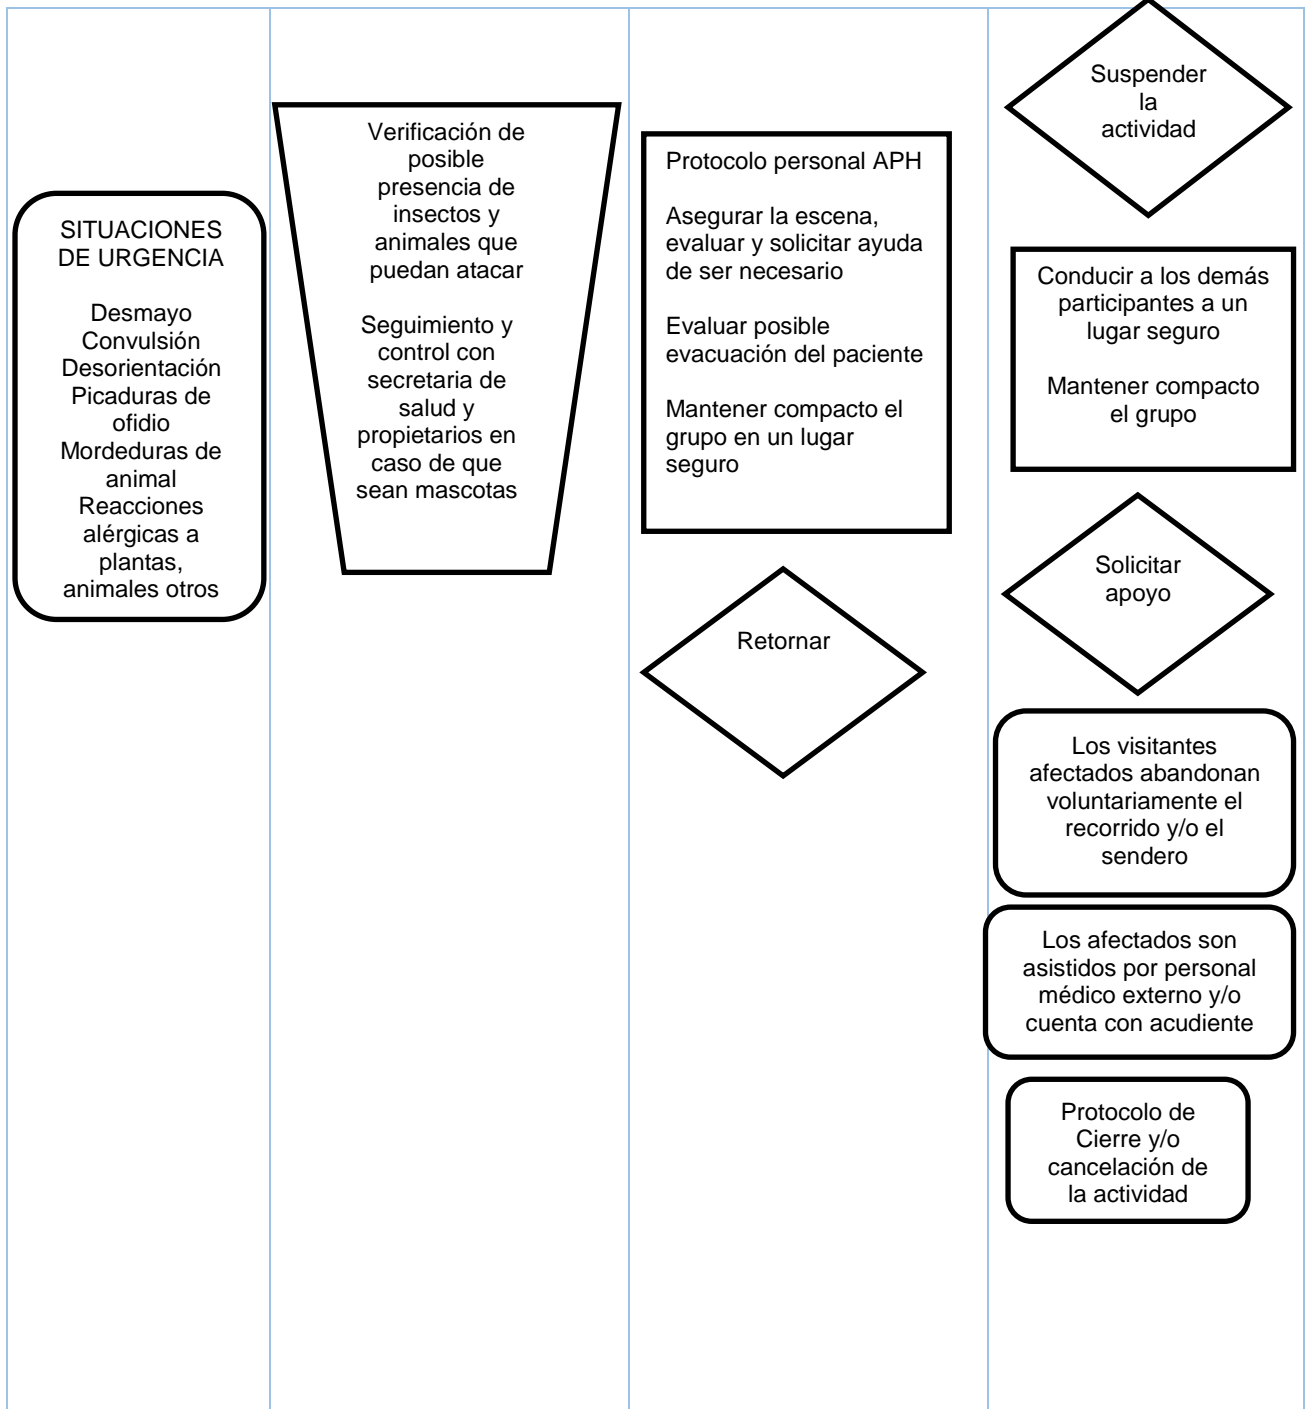 SITUACIONES
DE URGENCIA
Desmayo
Convulsión
Desorientación
Picaduras de
ofidio
Mordeduras de
animal
Reacciones
alérgicas a
plantas,
animales otros
Verificación de
posible
presencia de
insectos y
animales que
puedan atacar
Seguimiento y
control con
secretaria de
salud y
propietarios en
caso de que
sean mascotas
Protocolo personal APH
Asegurar la escena,
evaluar y solicitar ayuda
de ser necesario
Evaluar posible
evacuación del paciente
Mantener compacto el
grupo en un lugar
seguro
Retornar
Suspender
la
actividad
Conducir a los demás
participantes a un
lugar seguro
Mantener compacto
el grupo
Solicitar
apoyo
Los visitantes
afectados abandonan
voluntariamente el
recorrido y/o el
sendero
Los afectados son
asistidos por personal
médico externo y/o
cuenta con acudiente
Protocolo de
Cierre y/o
cancelación de
la actividad